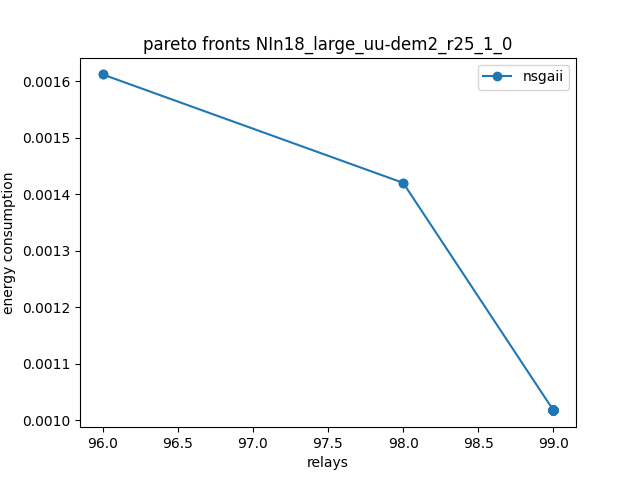 pareto fronts NIn18_large_uu-dem2_r25_1_0
nsgaii
energy consumption
0.0016
0.0015
0.0014
0.0013
0.0012
0.0011
0.0010
96.0 96.5 97.0 97.5 98.0 98.5 99.0
relays